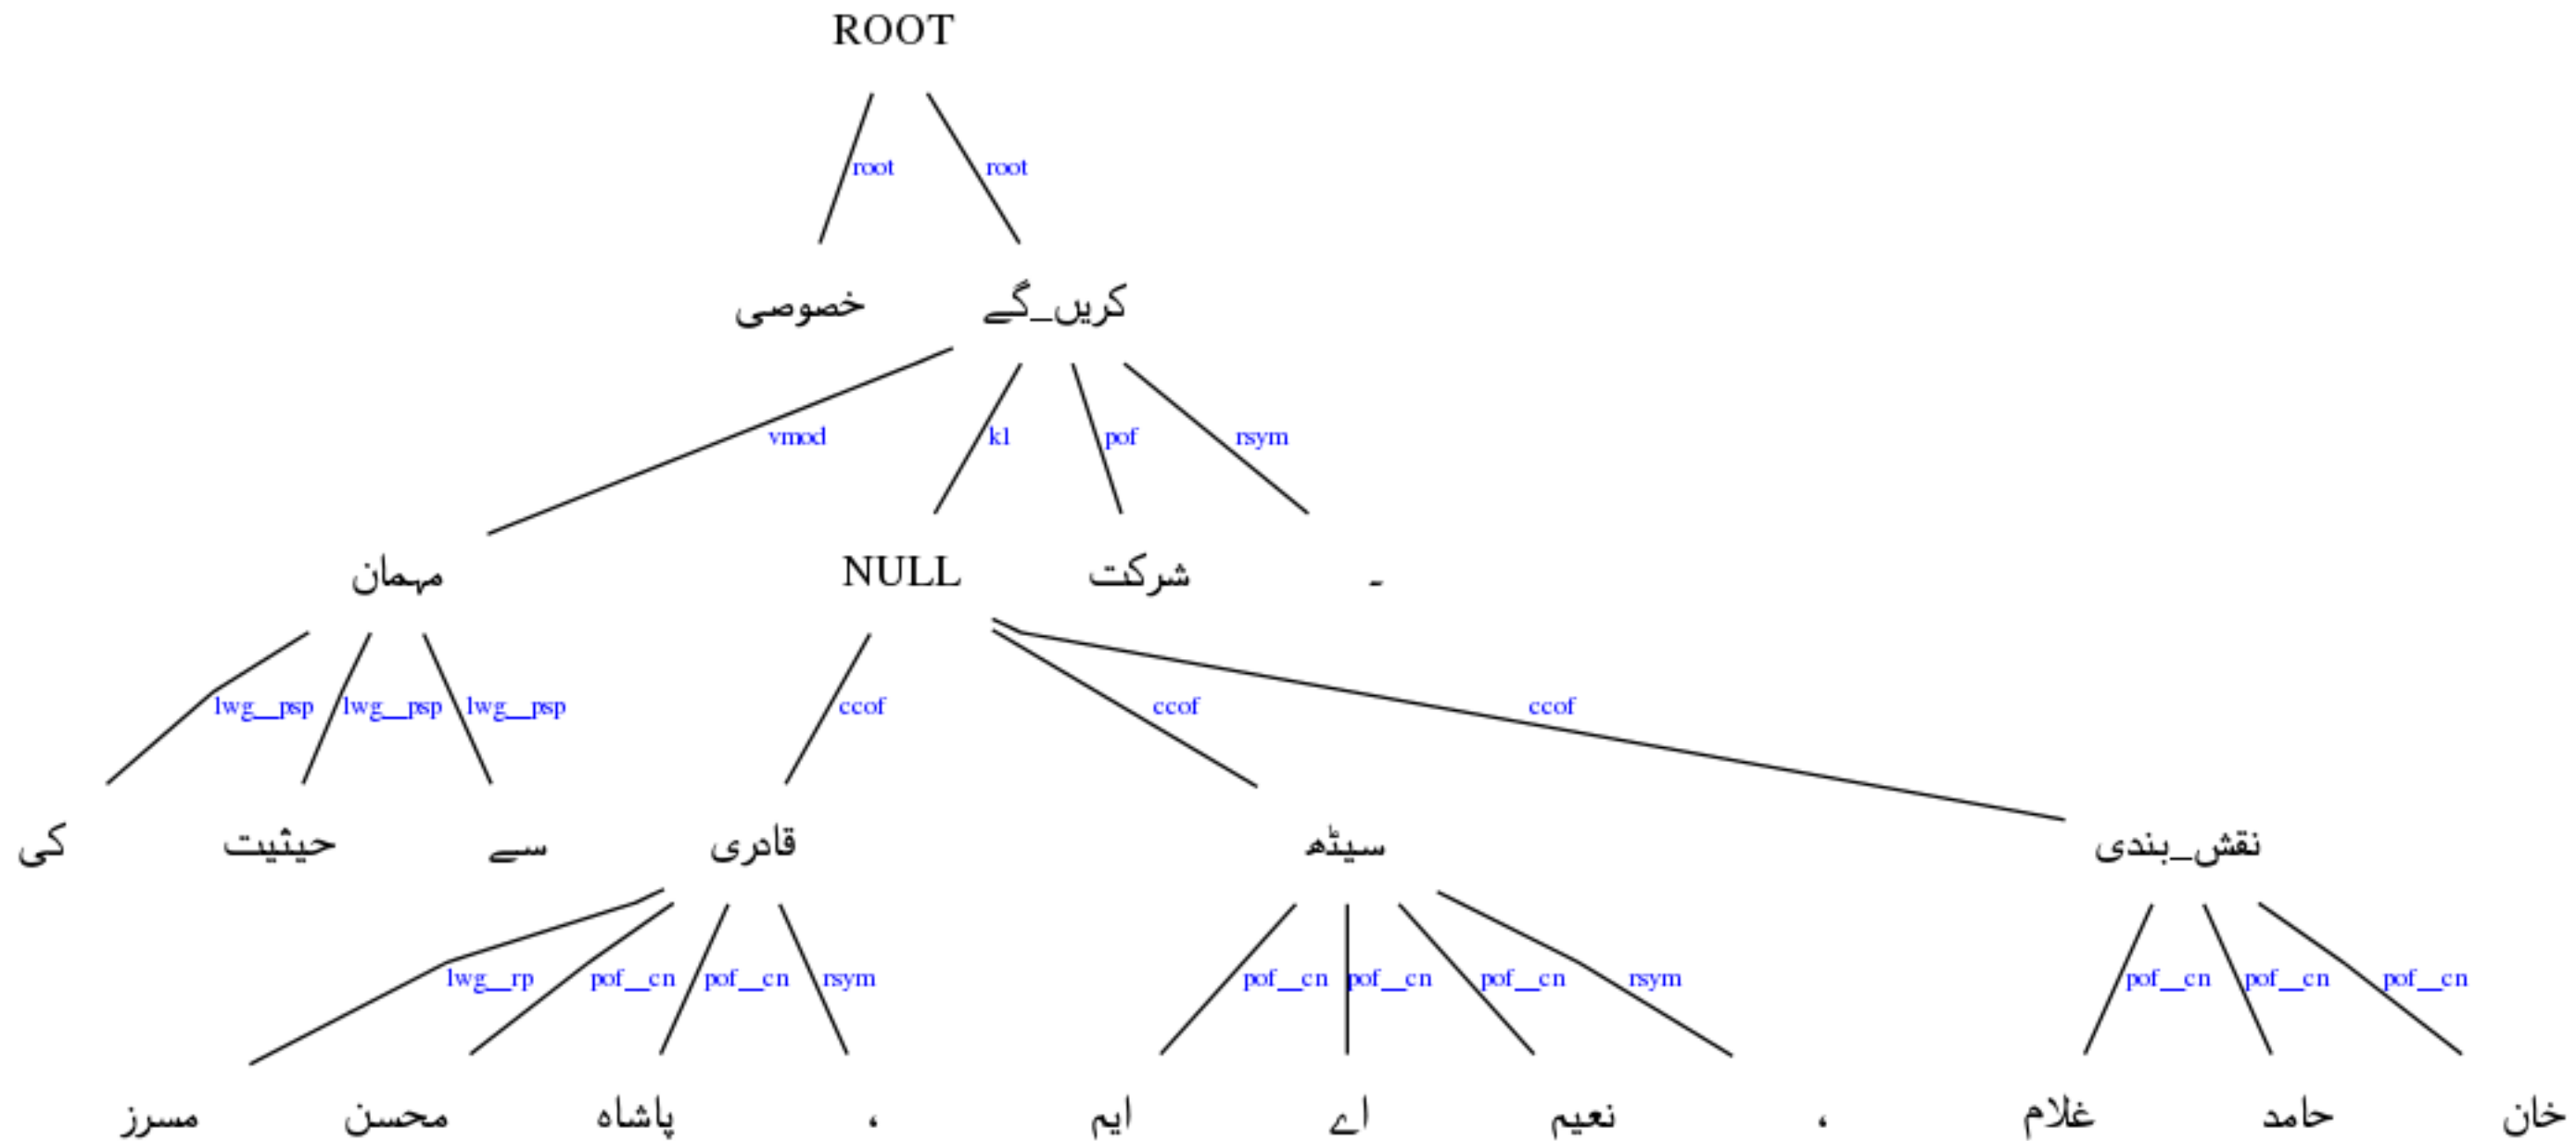 ROOT
root root
خصوصی کریں_گے
vmod k1 pof rsym
مہمان NULL شرکت ۔
lwg__psp lwg__psp lwg__psp ccof ccof ccof
کی حیثیت سے قادری سیٹھ نقش_بندی
lwg__rp pof__cn pof__cn rsym pof__cn pof__cn pof__cn rsym pof__cn pof__cn pof__cn
مسرز محسن پاشاہ ، ایم اے نعیم ، غلام حامد خان